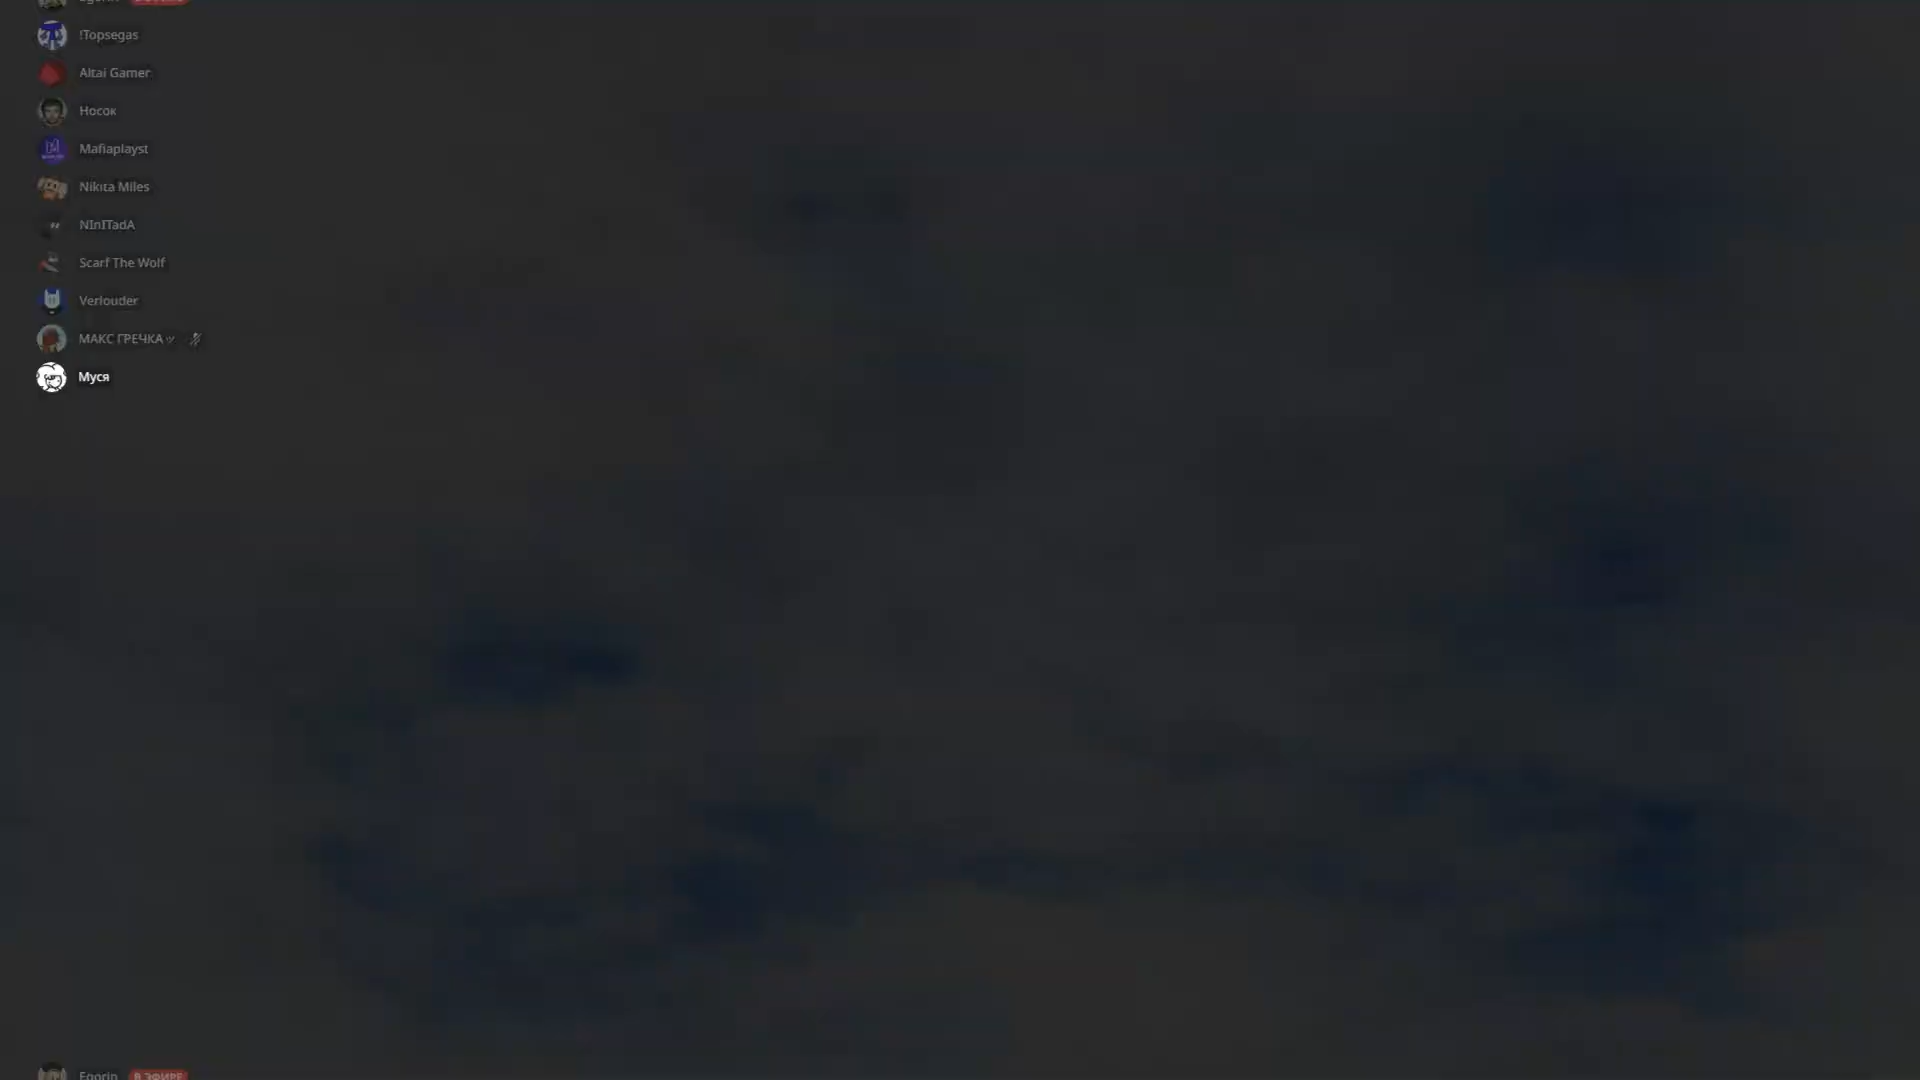 !Topsegas
Altai Gamer
Носок
Mafiaplayst
Nikita Miles
NInITadA
Scarf The Wolf
Verlouder
МАКС ГРЕЧКА
Муся
Egorin В ЭФИРЕ